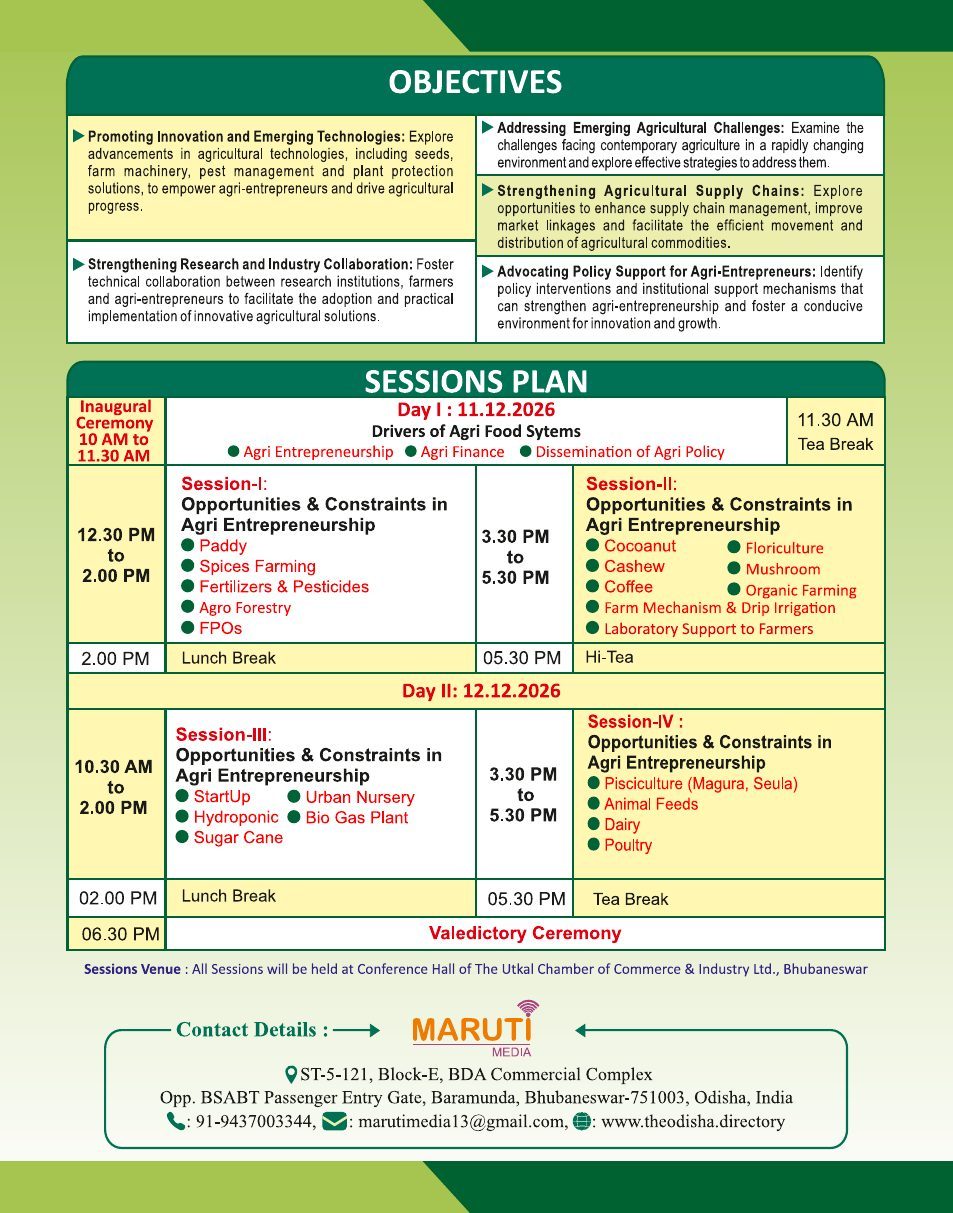 OBJECTIVES
Promoting Innovation and Emerging Technologies: Explore
advancements in agricultural technologies, including seeds,
farm machinery, pest management and plant protection
solutions, to empower agri-entrepreneurs and drive agricultural
progress.
Strengthening Research and Industry Collaboration: Foster
technical collaboration between research institutions, farmers
and agri-entrepreneurs to facilitate the adoption and practical
implementation of innovative agricultural solutions.
Addressing Emerging Agricultural Challenges: Examine the
challenges facing contemporary agriculture in a rapidly changing
environment and explore effective strategies to address them.
Strengthening Agricultural Supply Chains: Explore
opportunities to enhance supply chain management, improve
market linkages and facilitate the efficient movement and
distribution of agricultural commodities.
Advocating Policy Support for Agri-Entrepreneurs: Identify
policy interventions and institutional support mechanisms that
can strengthen agri-entrepreneurship and foster a conducive
environment for innovation and growth.
SESSIONS PLAN
Inaugural
Ceremony
10 AM to
11.30 AM
Day I : 11.12.2026
Drivers of Agri Food Sytems
Agri Entrepreneurship Agri Finance Dissemination of Agri Policy
11.30 AM
Tea Break
12.30 PM
to
2.00 PM
Session-I:
Opportunities & Constraints in
Agri Entrepreneurship
Paddy
Spices Farming
Fertilizers & Pesticides
Agro Forestry
FPOs
3.30 PM
to
5.30 PM
Session-II:
Opportunities & Constraints in
Agri Entrepreneurship
Cocoanut Floriculture
Cashew Mushroom
Coffee Organic Farming
Farm Mechanism & Drip Irrigation
Laboratory Support to Farmers
2.00 PM Lunch Break 05.30 PM Hi-Tea
Day II: 12.12.2026
10.30 AM
to
2.00 PM
Session-III:
Opportunities & Constraints in
Agri Entrepreneurship
StartUp Urban Nursery
Hydroponic Bio Gas Plant
Sugar Cane
3.30 PM
to
5.30 PM
Session-IV :
Opportunities & Constraints in
Agri Entrepreneurship
Pisciculture (Magura, Seula)
Animal Feeds
Dairy
Poultry
02.00 PM Lunch Break 05.30 PM Tea Break
06.30 PM Valedictory Ceremony
Sessions Venue : All Sessions will be held at Conference Hall of The Utkal Chamber of Commerce & Industry Ltd., Bhubaneswar
Contact Details :
MARUTI
MEDIA
ST-5-121, Block-E, BDA Commercial Complex
Opp. BSABT Passenger Entry Gate, Baramunda, Bhubaneswar-751003, Odisha, India
: 91-9437003344, : marutimedia13@gmail.com, : www.theodisha.directory